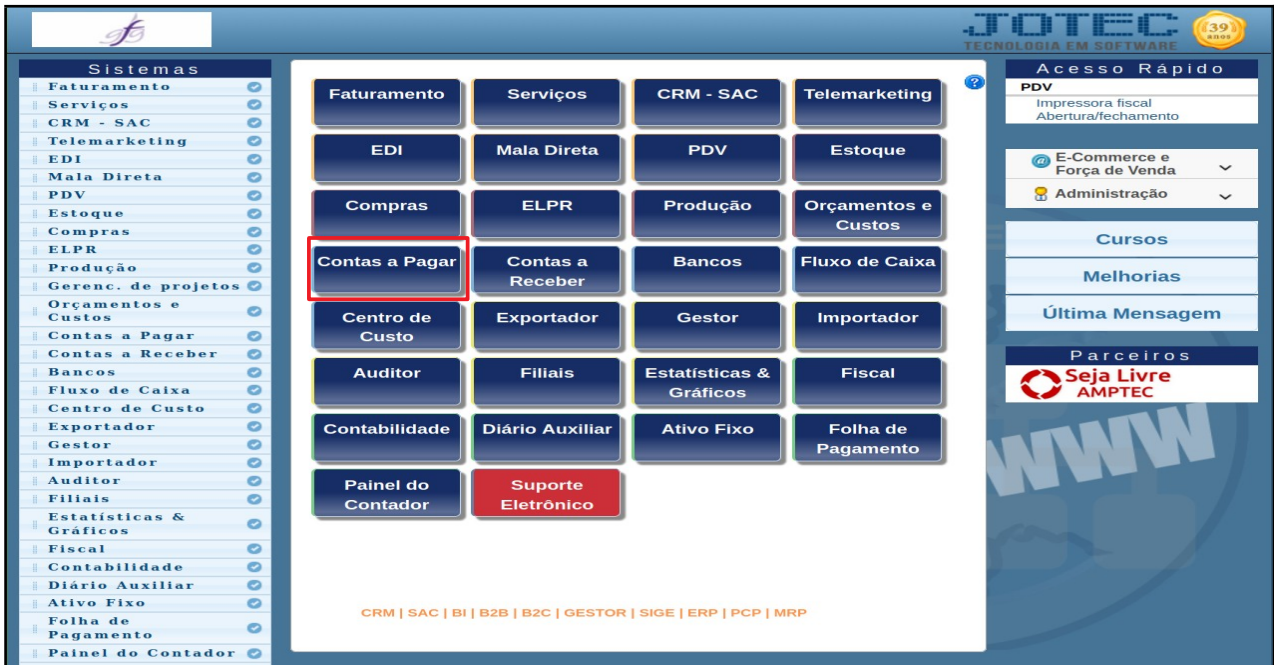 gfg
JOTEC
TECNOLOGIA EM SOFTWARE
39
anos
Sistemas
Faturamento
Serviços
CRM - SAC
Telemarketing
EDI
Mala Direta
PDV
Estoque
Compras
ELPR
Produção
Gerenc. de projetos
Orçamentos e
Custos
Contas a Pagar
Contas a Receber
Bancos
Fluxo de Caixa
Centro de Custo
Exportador
Gestor
Importador
Auditor
Filiais
Estatísticas &
Gráficos
Fiscal
Contabilidade
Diário Auxiliar
Ativo Fixo
Folha de
Pagamento
Painel do Contador
Faturamento
Serviços
CRM - SAC
Telemarketing
?
EDI
Mala Direta
PDV
Estoque
Compras
ELPR
Produção
Orçamentos e
Custos
Contas a Pagar
Contas a
Receber
Bancos
Fluxo de Caixa
Centro de
Custo
Exportador
Gestor
Importador
Auditor
Filiais
Estatísticas &
Gráficos
Fiscal
Contabilidade
Diário Auxiliar
Ativo Fixo
Folha de
Pagamento
Painel do
Contador
Suporte
Eletrônico
CRM | SAC | BI | B2B | B2C | GESTOR | SIGE | ERP | PCP | MRP
Acesso Rápido
PDV
Impressora fiscal
Abertura/fechamento
@ E-Commerce e
Força de Venda
Administração
Cursos
Melhorias
Última Mensagem
Parceiros
Seja Livre
AMPTEC
WWW